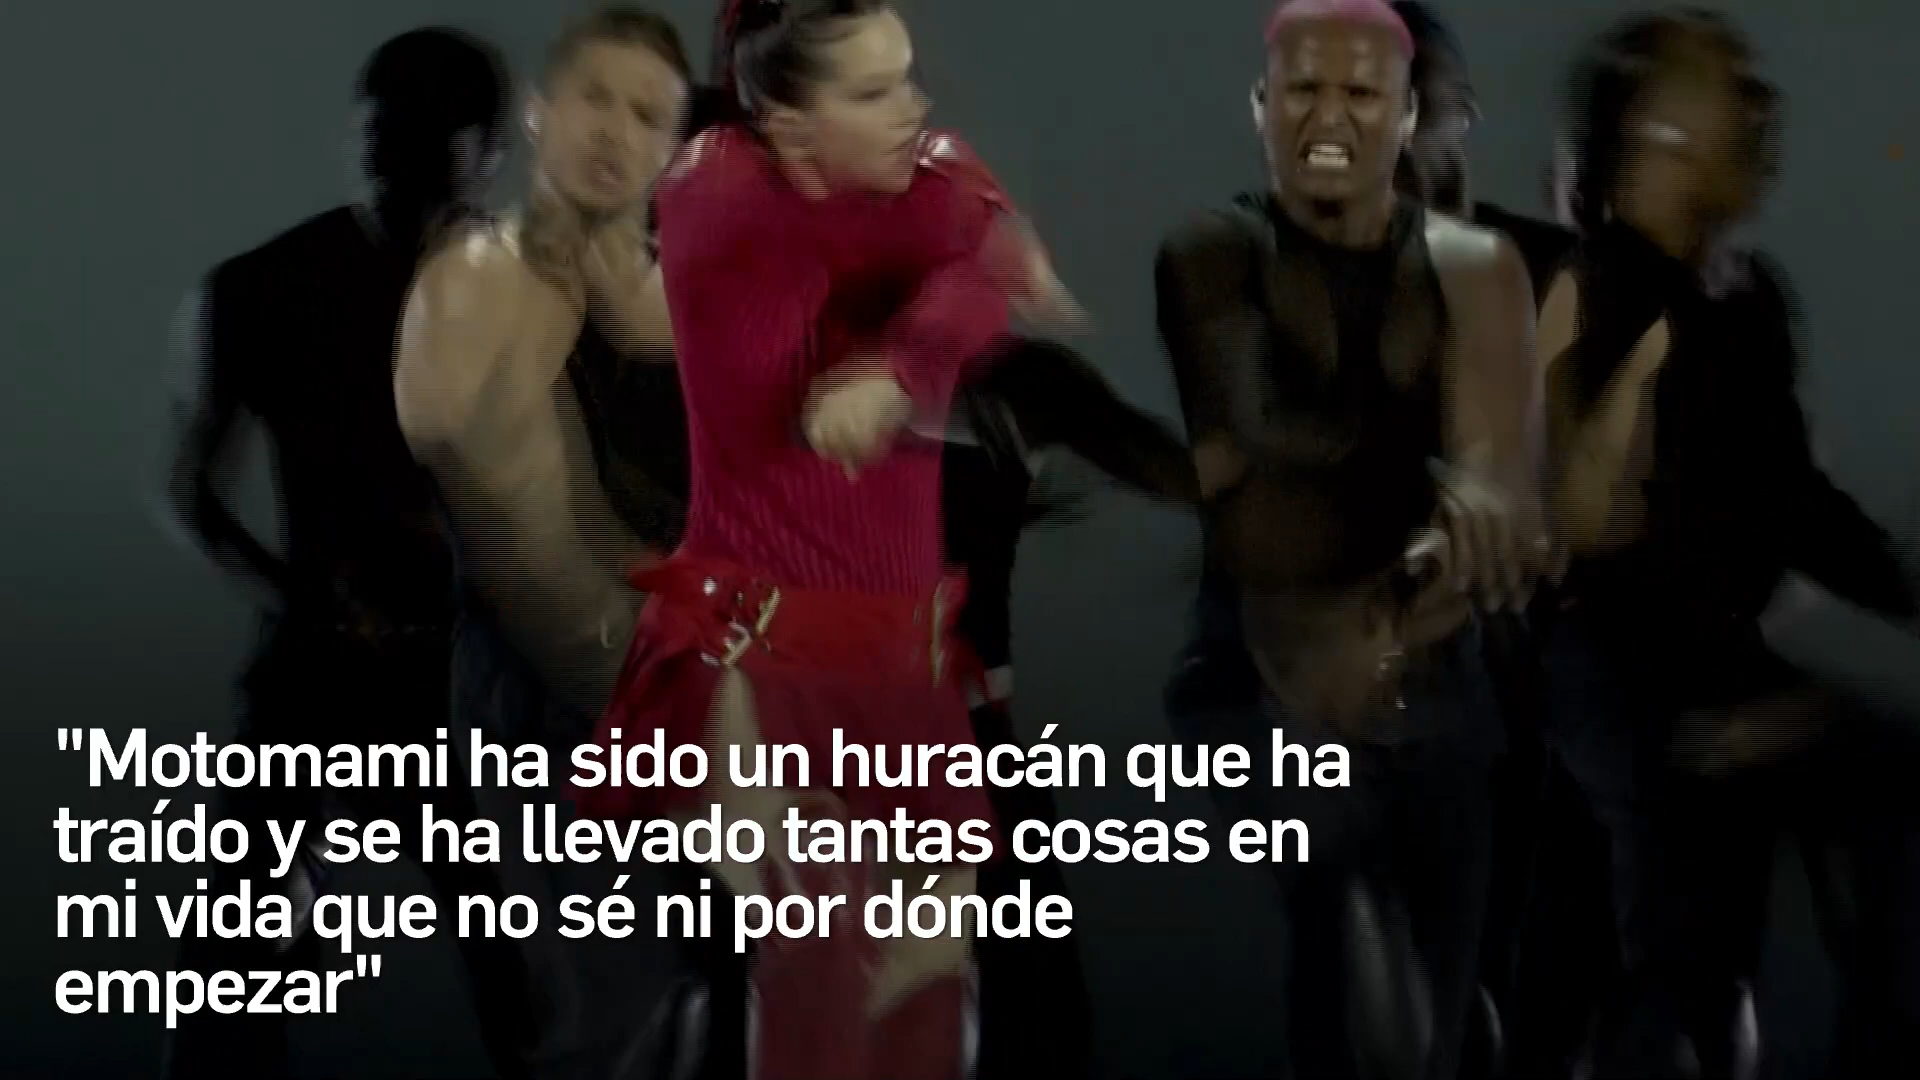 "Motomami ha sido un huracán que ha
traído y se ha llevado tantas cosas en
mi vida que no sé ni por dónde
empezar"